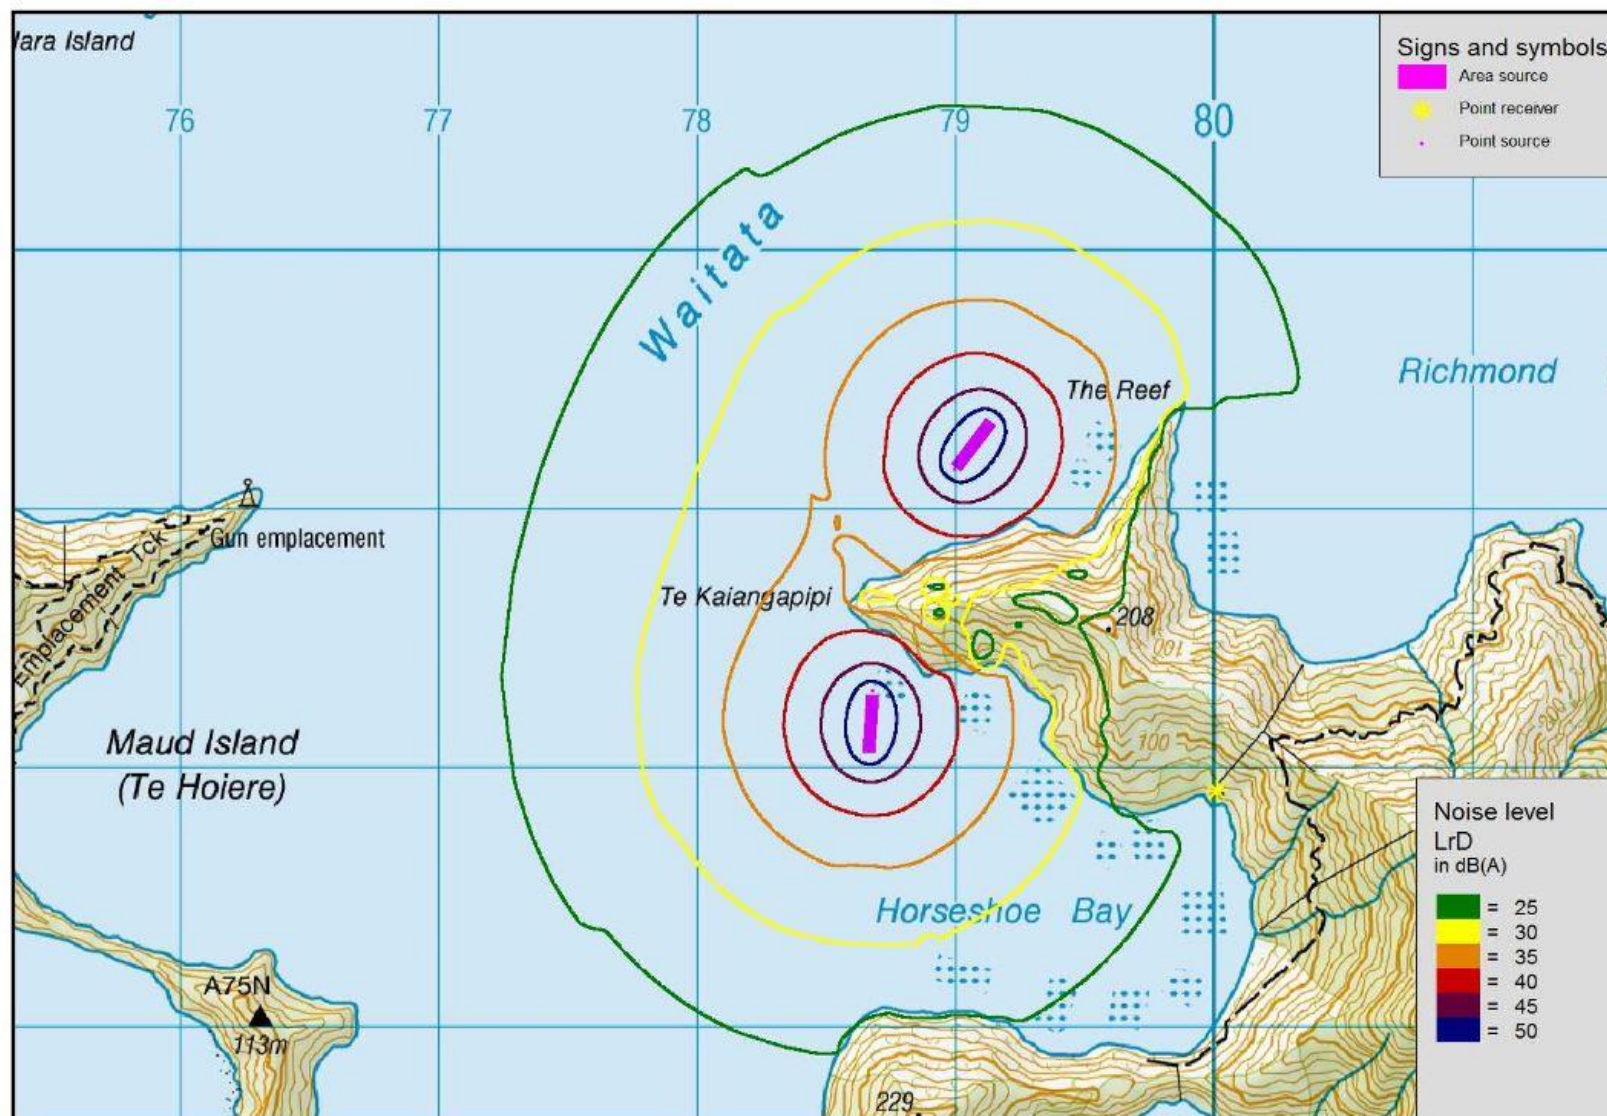 lara Island
Signs and symbols
Area source
Point receiver
Point source
76
77
78
79
80
Waitata
The Reef
Richmond
Gun emplacement
Tck
Emplacement
Te Kaiangapipi
208
100
100
200
Maud Island
(Te Hoiere)
Noise level
LrD
in dB(A)
= 25
= 30
= 35
= 40
= 45
= 50
Horseshoe Bay
A75N
113m
229